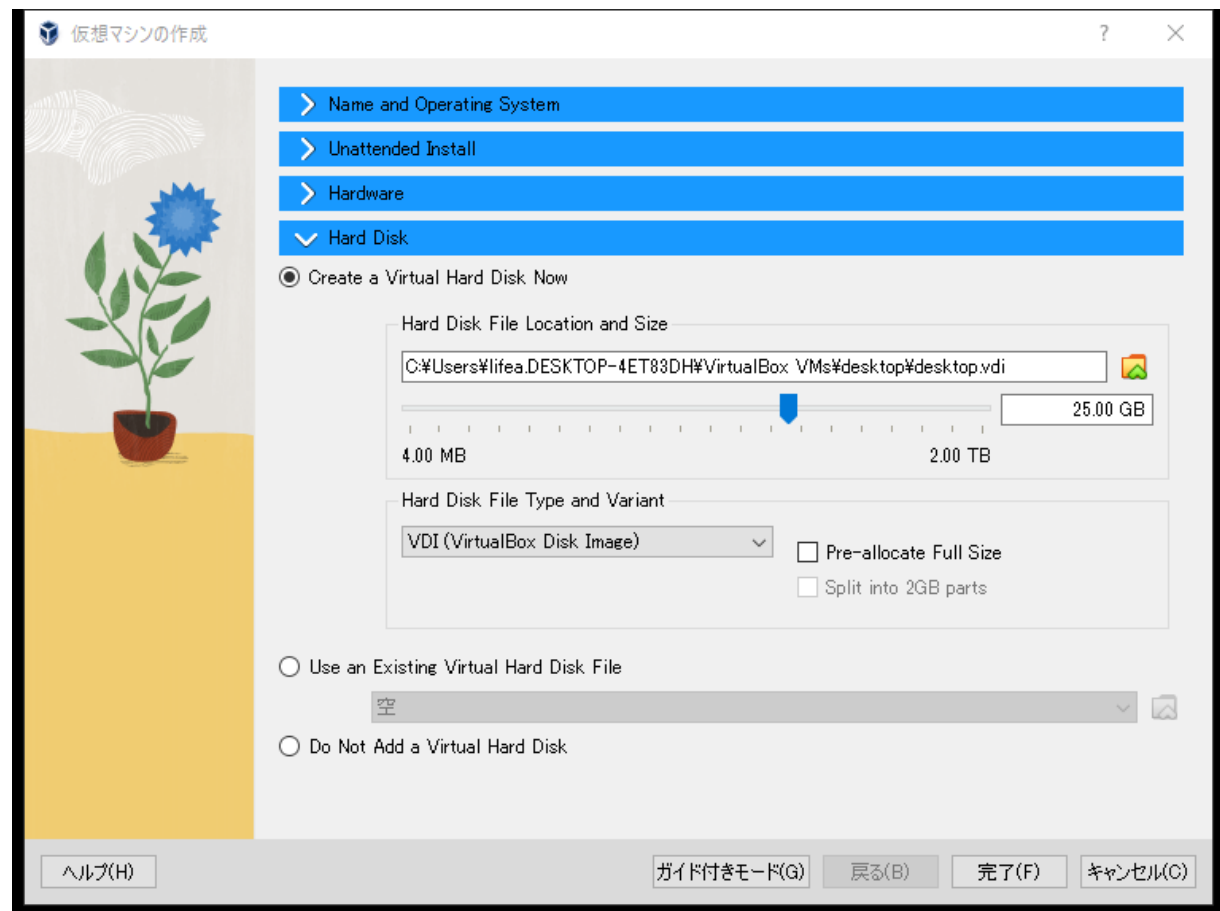 仮想マシンの作成
Name and Operating System
Unattended Install
Hardware
Hard Disk
Create a Virtual Hard Disk Now
Hard Disk File Location and Size
C:¥Users¥lifea.DESKTOP-4ET83DH¥VirtualBox VMs¥desktop¥desktop.vdi
25.00 GB
4.00 MB 2.00 TB
Hard Disk File Type and Variant
VDI (VirtualBox Disk Image)
Pre-allocate Full Size
Split into 2GB parts
Use an Existing Virtual Hard Disk File
空
Do Not Add a Virtual Hard Disk
ヘルプ(H) ガイド付きモード(G) 戻る(B) 完了(F) キャンセル(C)